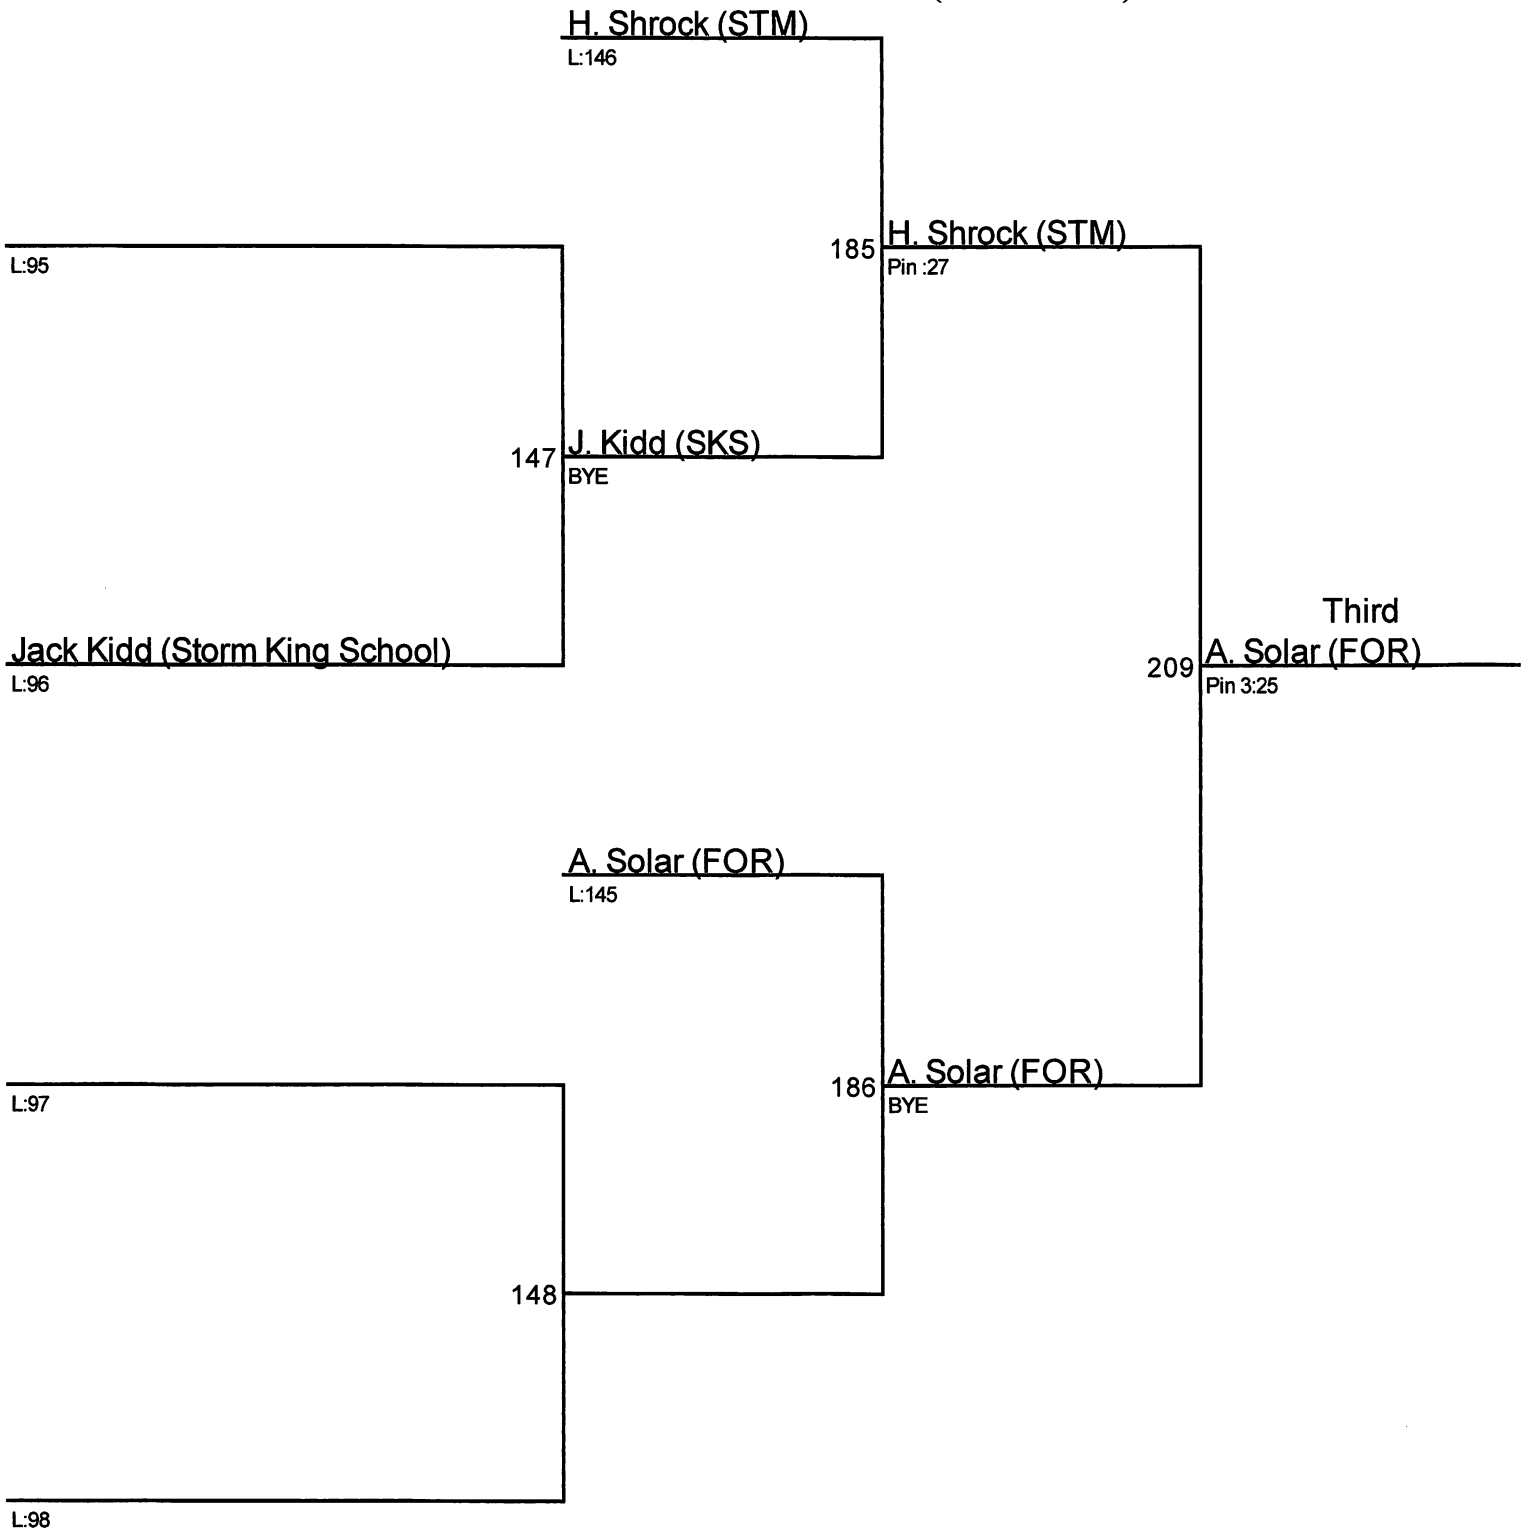 H. Shrock (STM)
L:146
L:95
185
H. Shrock (STM)
Pin :27
147
J. Kidd (SKS)
BYE
Jack Kidd (Storm King School)
L:96
Third
209
A. Solar (FOR)
Pin 3:25
A. Solar (FOR)
L:145
L:97
186
A. Solar (FOR)
BYE
148
L:98